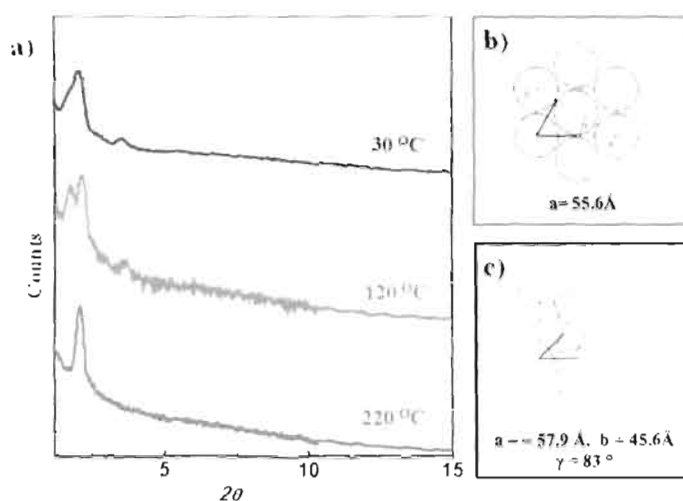 a)
30 °C
120 °C
220 °C
Counts
5
10
15
2θ
b)
a= 55.6Å
c)
a = 57.9 Å, b = 45.6Å
γ = 83 °